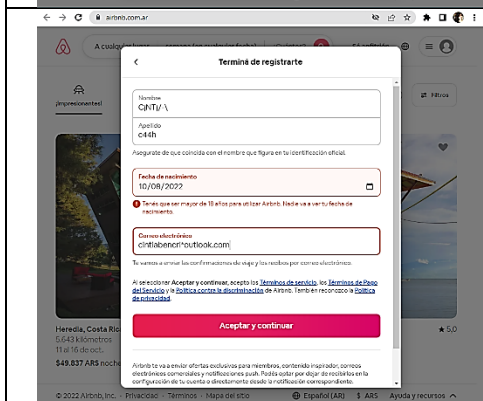 airbnb.com.ar
Terminá de registrarte
¡Impresionantes!
Filtros
Nombre
Apellido
c44h
Asegurate de que coincida con el nombre que figura en tu identificación oficial.
Fecha de nacimiento
10/08/2022
Tenés que ser mayor de 18 años para utilizar Airbnb. Nadie va a ver tu fecha de
nacimiento.
Correo electrónico
cintiabencri*outlook.com
Te vamos a enviar las confirmaciones de viaje y los recibos por correo electrónico.
Al seleccionar Aceptar y continuar, acepto los Términos de servicio, los Términos de Pago
del Servicio y la Política contra la discriminación de Airbnb. También reconozco la Política
de privacidad.
Aceptar y continuar
Heredia, Costa Ric
5,0
5.643 kilómetros
11 al 16 de oct.
$49.837 ARS noche
Airbnb te va a enviar ofertas exclusivas para miembros, contenido inspirador, correos
electrónicos comerciales y notificaciones push. Podés optar por dejar de recibirlos en la
configuración de tu cuenta o directamente desde la notificación correspondiente.
© 2022 Airbnb, Inc. · Privacidad · Términos · Mapa del sitio
Español (AR) $ ARS Ayuda y recursos